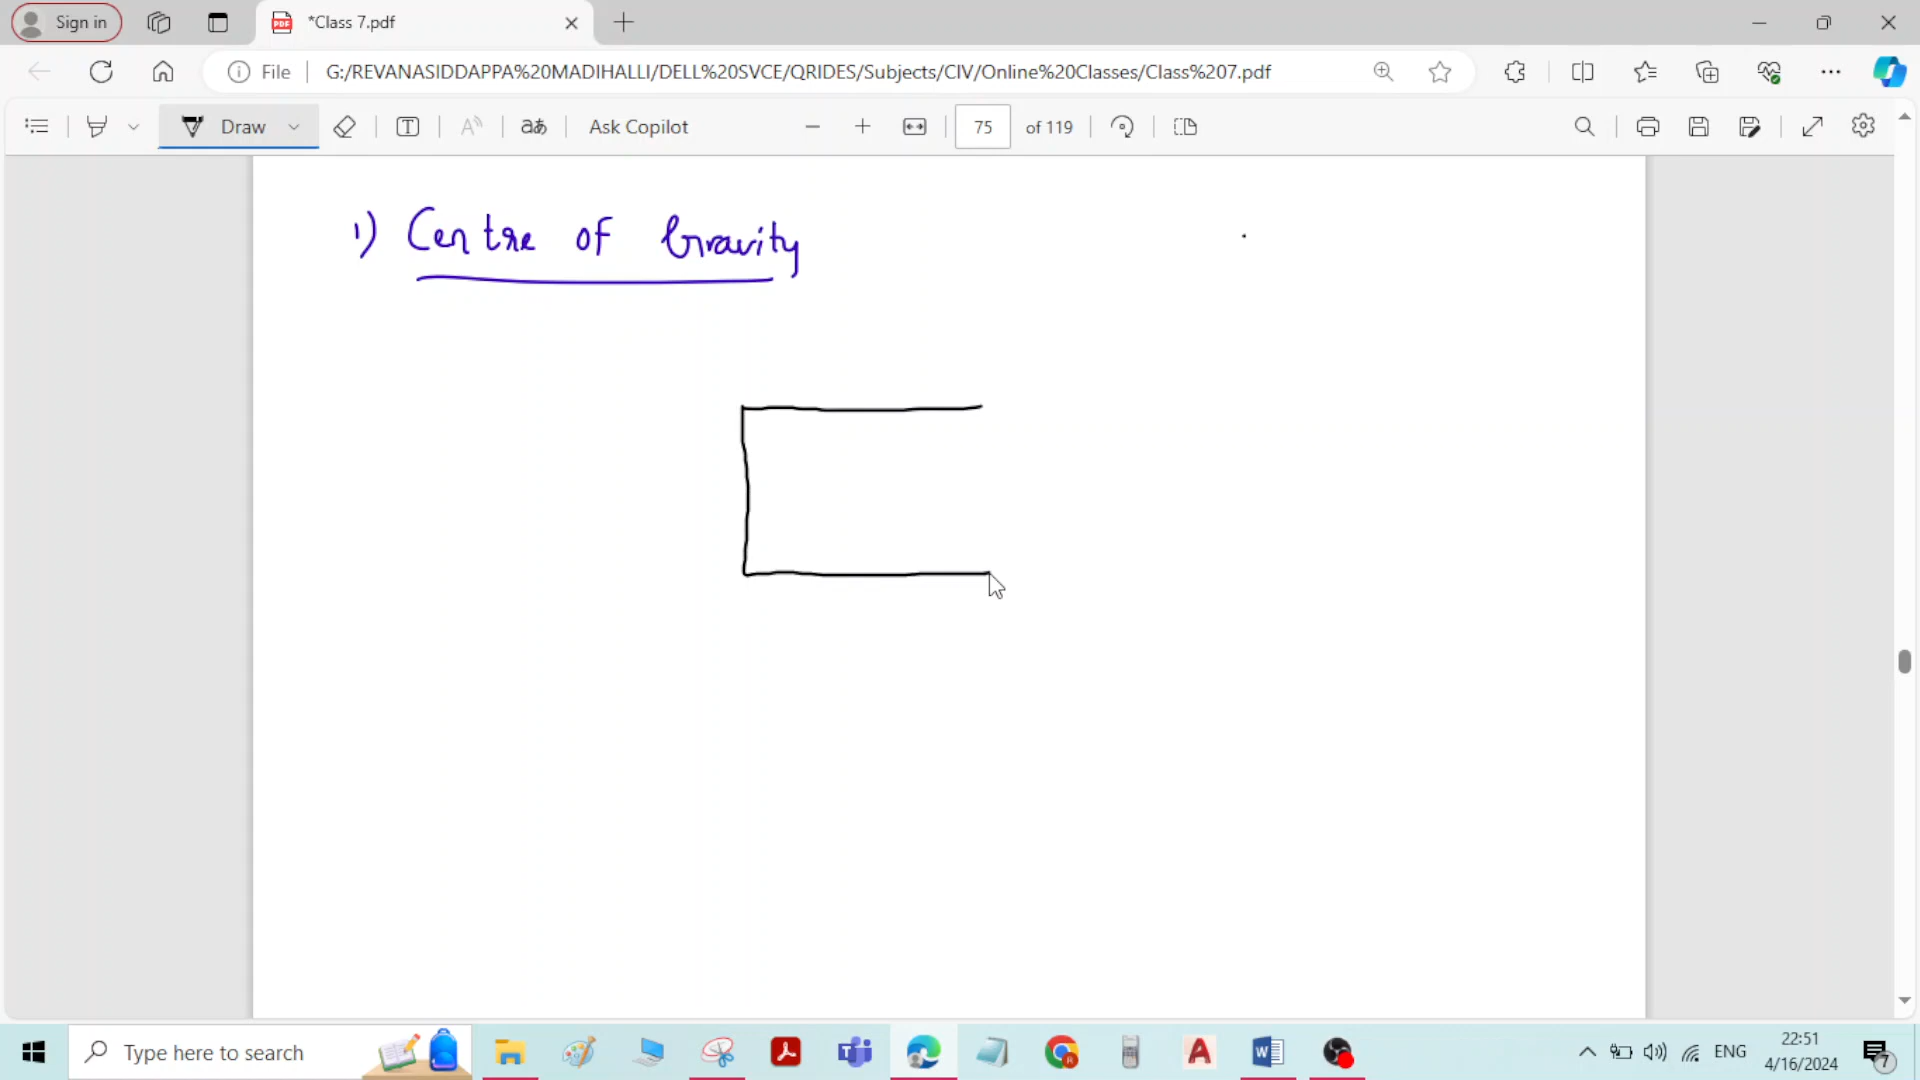 Sign in
*Class 7.pdf
File
G:/REVANASIDDAPPA%20MADIHALLI/DELL%20SVCE/QRIDES/Subjects/CIV/Online%20Classes/Class%207.pdf
Draw
Ask Copilot
75 of 119
1) Centre of Gravity
Type here to search
ENG
22:51
4/16/2024
7